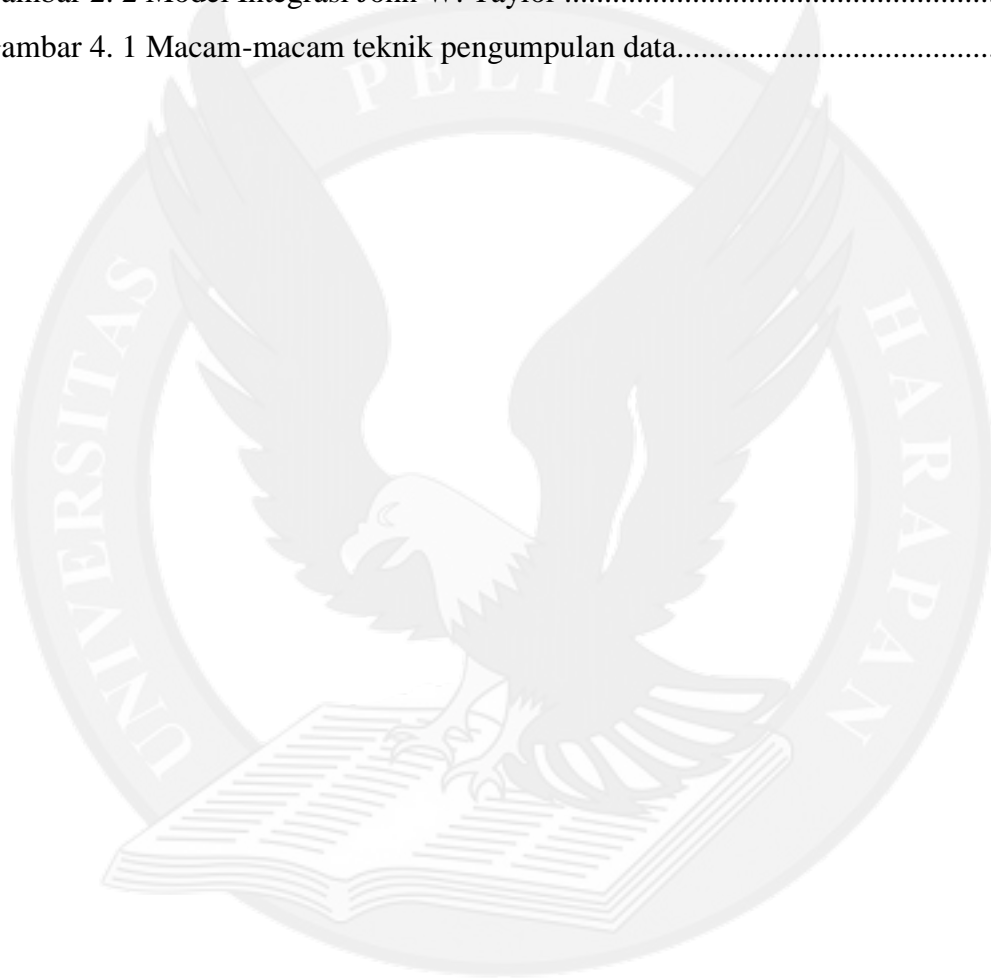 ambar 2. 2 Model Integrasi John W. Taylor ..........................................................
ambar 4. 1 Macam-macam teknik pengumpulan data.......................................
UNIVERSITAS PELITA HARAPAN